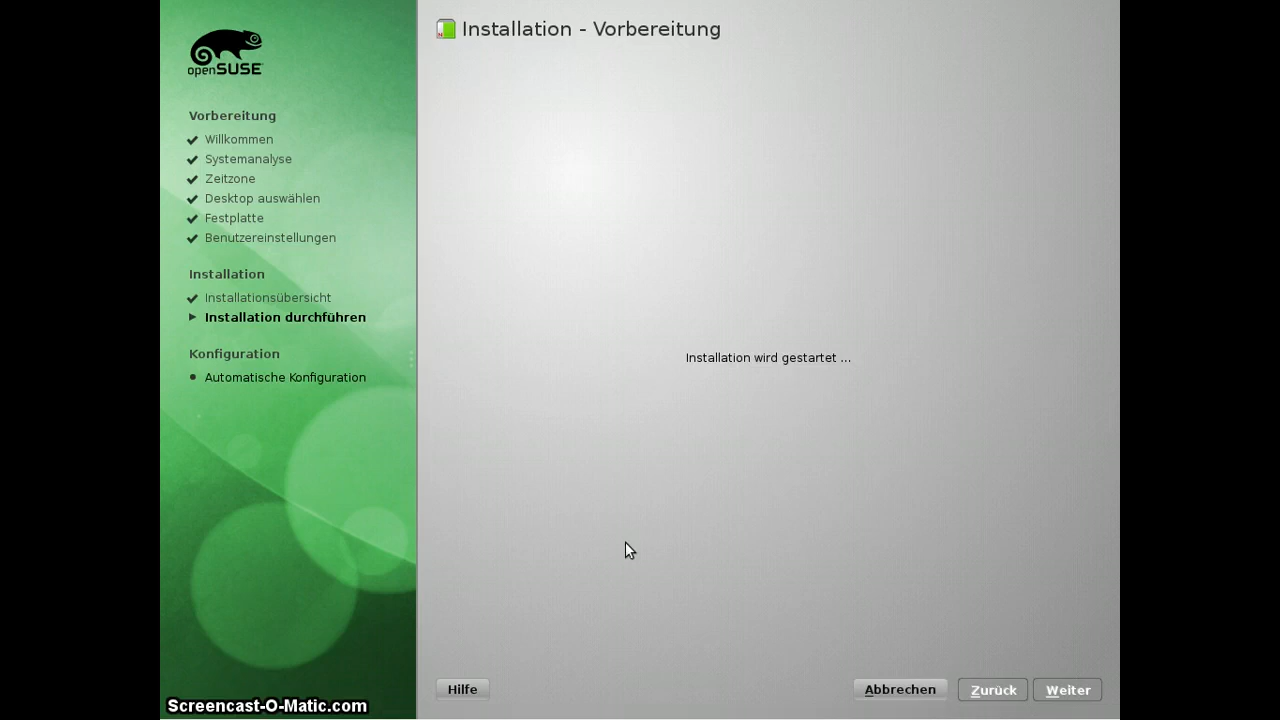 openSUSE
Vorbereitung
Willkommen
Systemanalyse
Zeitzone
Desktop auswählen
Festplatte
Benutzereinstellungen
Installation
Installationsübersicht
Installation durchführen
Konfiguration
Automatische Konfiguration
Installation - Vorbereitung
Installation wird gestartet ...
Hilfe
Abbrechen
Zurück
Weiter
Screencast-O-Matic.com